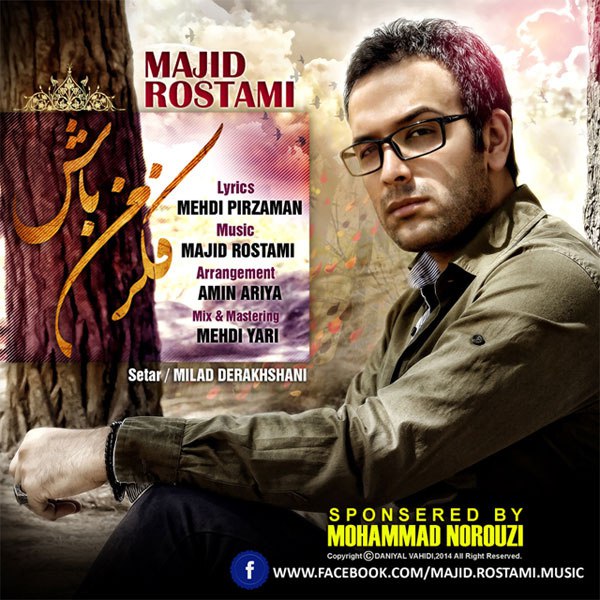 MAJID
ROSTAMI
فکر من باش
Lyrics
MEHDI PIRZAMAN
Music
MAJID ROSTAMI
Arrangement
AMIN ARIYA
Mix & Mastering
MEHDI YARI
Setar / MILAD DERAKHSHANI
SPONSERED BY
MOHAMMAD NOROUZI
Copyright ©DANIYAL VAHIDI,2014 All Right Reserved.
f WWW.FACEBOOK.COM/MAJID.ROSTAMI.MUSIC